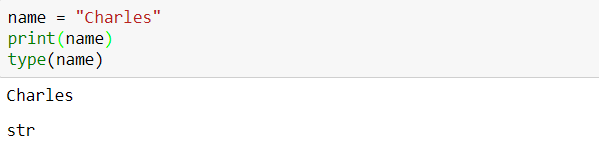 name = "Charles"
print(name)
type(name)
Charles
str